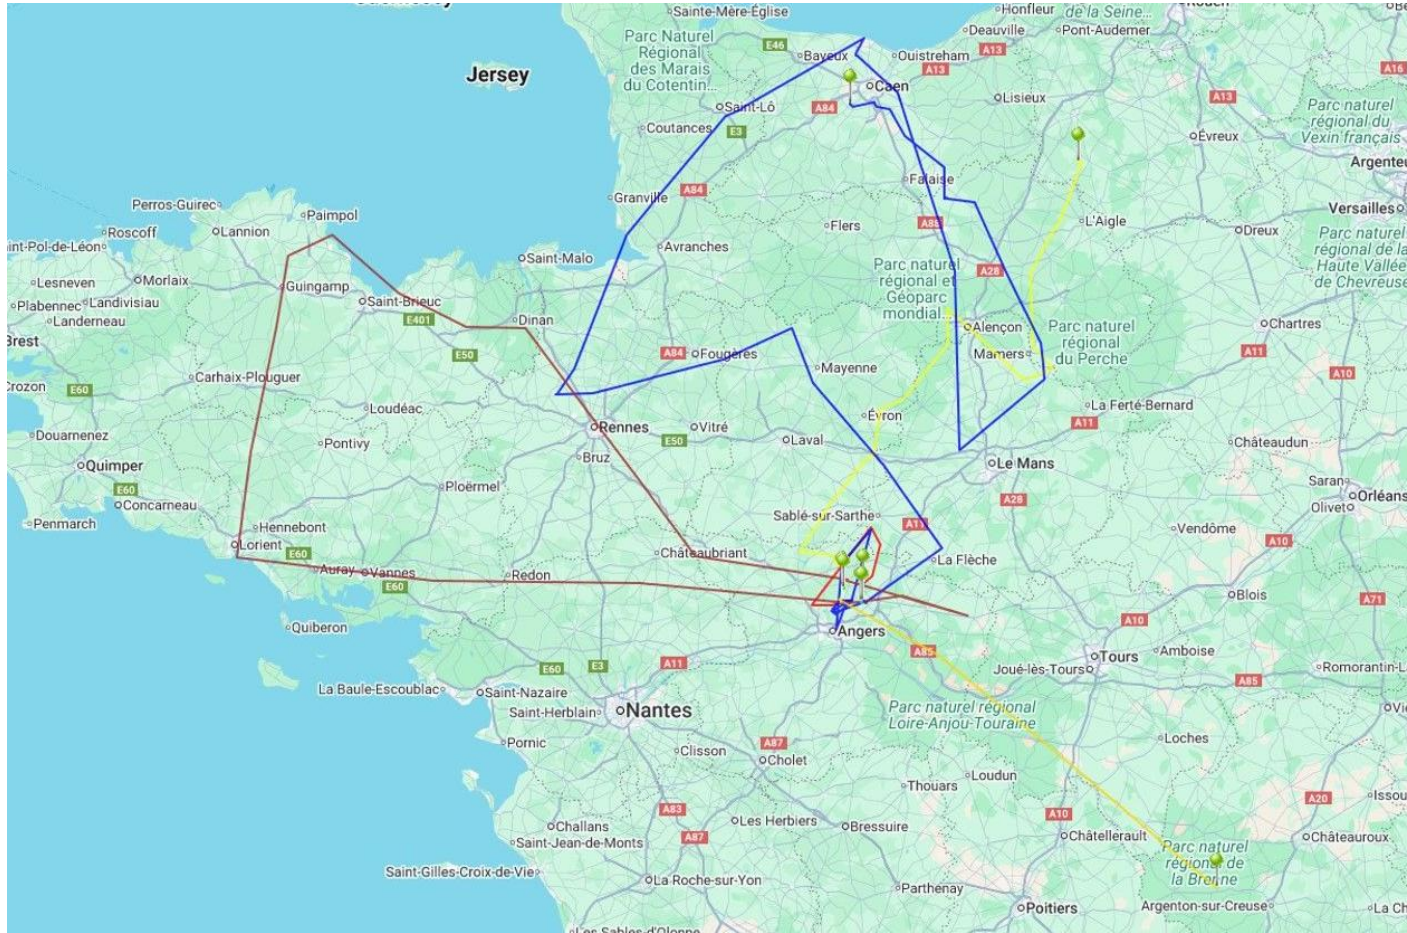 Sainte-Mère-Église
Honfleur
de la Seine...
Deauville
Pont-Audemer
Parc Naturel
Régional
des Marais
du Cotentin...
E46
Bayeux
Ouistreham
A13
A13
A16
Jersey
Caen
Lisieux
A13
Saint-Lô
A84
Parc naturel
régional du
Vexin français
Coutances
E3
Évreux
Argenteu
Falaise
Granville
A84
Perros-Guirec
Paimpol
Versailles
Lannion
Flers
A88
L'Aigle
Dreux
Roscoff
int-Pol-de-Léon
Avranches
Parc naturel
régional de la
Haute Vallée
de Chevreuse
Saint-Malo
Parc naturel
régional et
Géoparc
mondial...
A28
Lesneven
Morlaix
Guingamp
Plabennec
Landivisiau
Saint-Brieuc
Landerneau
E401
Dinan
Alençon
Parc naturel
régional
du Perche
Chartres
Brest
E50
A84
Fougères
Mamers
A11
Mayenne
Crozon
E60
Carhaix-Plouguer
A10
Loudéac
Évron
La Ferté-Bernard
Rennes
Vitré
A11
Douarnenez
Pontivy
E50
Laval
Châteaudun
Quimper
Bruz
Le Mans
E60
Ploërmel
Saran
Orléans
Concarneau
A28
Olivet
Penmarch
Hennebont
Sablé-sur-Sarthe
A11
Vendôme
Lorient
E60
Châteaubriant
La Flèche
A10
Auray
Vannes
Redon
E60
Blois
A71
Quiberon
Angers
A10
A85
Tours
Amboise
E60
E3
A11
Joué-lès-Tours
Romorantin-L
A85
La Baule-Escoublac
Saint-Nazaire
Saint-Herblain
Nantes
Parc naturel régional
Loire-Anjou-Touraine
Vie
Pornic
Clisson
A87
Loches
Cholet
Loudun
Thouars
A20
Issou
A83
A10
Challans
Les Herbiers
Bressuire
Châtellerault
Châteauroux
A87
Saint-Jean-de-Monts
Parc naturel
régional de
la Brenne
Saint-Gilles-Croix-de-Vie
La Roche-sur-Yon
Parthenay
Argenton-sur-Creuse
Poitiers
La Ch
Les Sables-d'Olonne